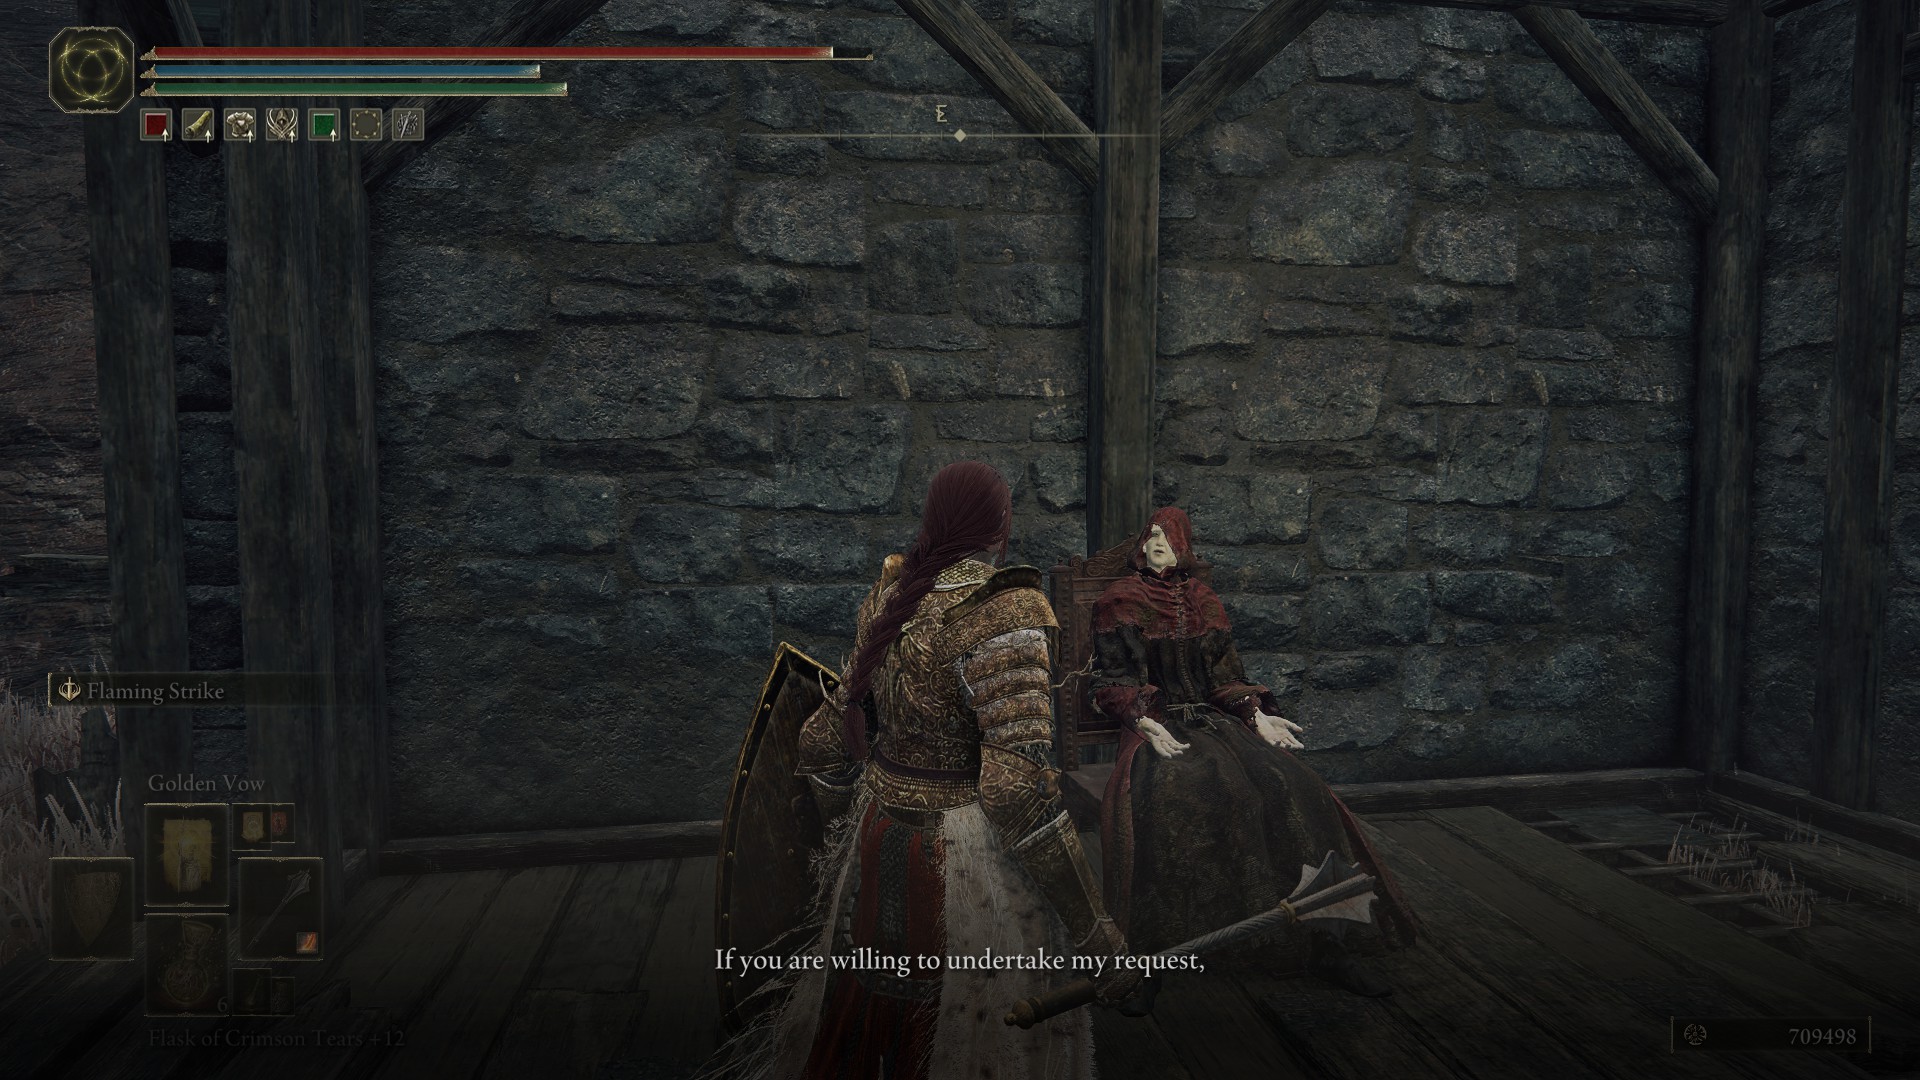 E
Flaming Strike
Golden Vow
If you are willing to undertake my request,
6
Flask of Crimson Tears +12
709498